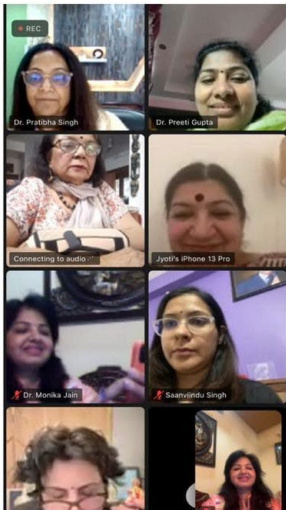 REC
Dr. Pratibha Singh
Dr. Preeti Gupta
Connecting to audio
Jyoti's iPhone 13 Pro
Dr. Monika Jain
Saanviindu Singh